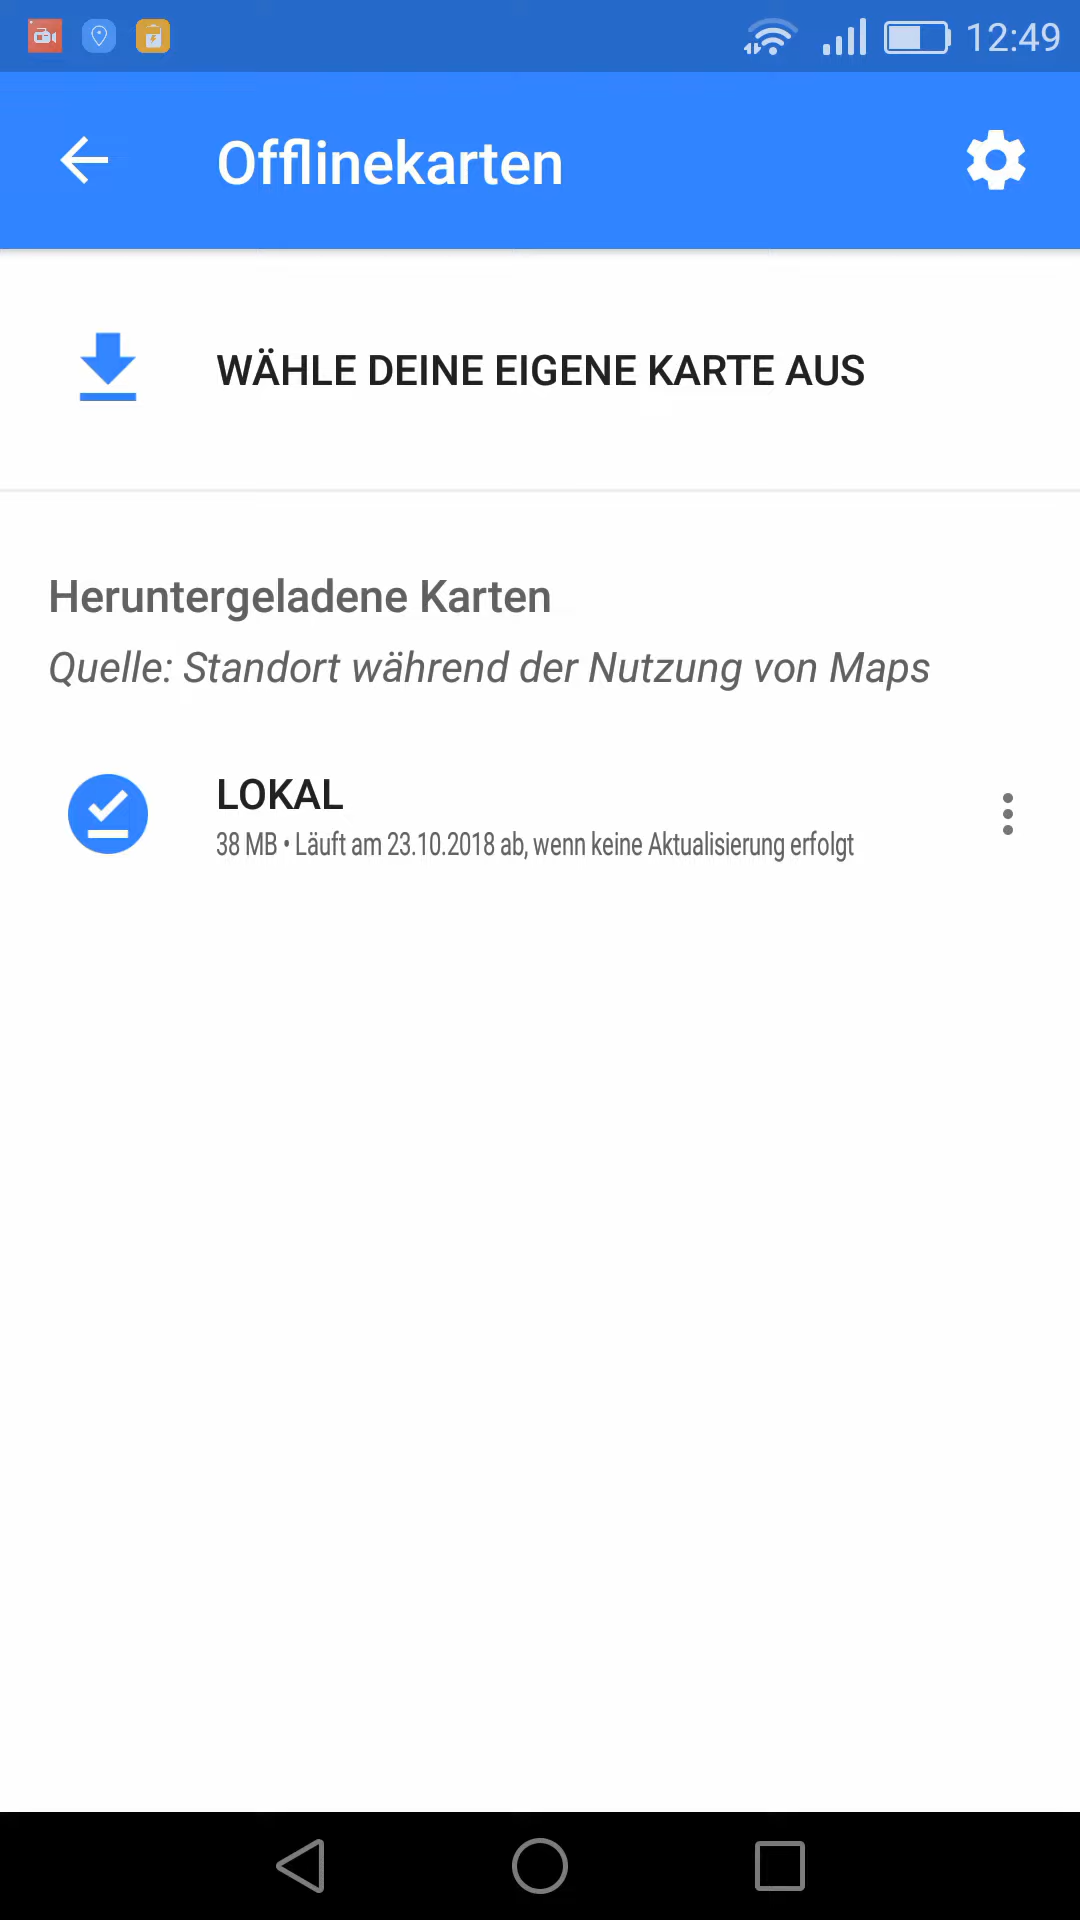 12:49
Offlinekarten
WÄHLE DEINE EIGENE KARTE AUS
Heruntergeladene Karten
Quelle: Standort während der Nutzung von Maps
LOKAL
38 MB • Läuft am 23.10.2018 ab, wenn keine Aktualisierung erfolgt